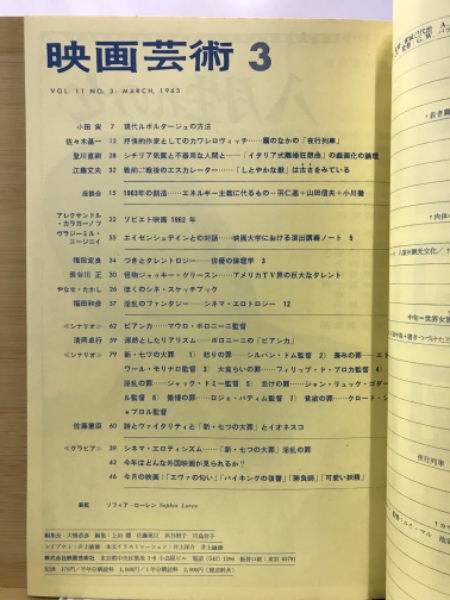 映画芸術 3
VOL. 11 NO. 3: MARCH, 1963
小田 実 7 現代ルポルタージュの方法
佐々木基一 12 抒情的作家としてのカワレロヴィッチ……霧のなかの「夜行列車」
登川直樹 28 シチリア気質と不器用な人間と……「イタリア式離婚狂想曲」の戯画化の論理
江藤文夫 32 戦前に戦後のエスカレーター……「しとやかな獣」は古さをみている
座談会 13 1963年の創造……エネルギー主義に代るもの・羽仁進+山田信夫+小川徹
アレクサンドル・カラガーノフ 22 ソビエト映画 1962 年
ウラジーミル・ニージニイ 55 エイゼンシュテインとの対話……映画大学における演出講義ノート 5
福田定良 34 つきとタレントロジー……俳優の倫理学 3
長谷川 正 30 怪物ジャッキー・グリースン……アメリカTV界の巨大なタレント
やなせ・たかし 26 ぼくのシネ・スケッチブック
福田和彦 37 淫乱のファンタジー……シネマ・エロトロジー 12
≪シナリオ≫ 62 ビアンカ……マウロ・ボロニーニ監督
清岡卓行 59 渾然としたリアリズム……ボロニーニの「ビアンカ」
≪シナリオ≫ 79 新・七つの大罪 1) 怒りの罪……シルバン・ドム監督 2) 羨みの罪……エド
ワール・モリナロ監督 3) 大食らいの罪……フィリップ・ド・ブロカ監督 4)
淫乱の罪……ジャック・ドミー監督 5) 怠けの罪……ジャン・リュック・ゴダー
ル監督 6) 傲慢の罪……ロジェ・バディム監督 7) 貪欲の罪……クロード・シ
ャブロル監督
佐藤重臣 60 詩とヴァイタリティと「新・七つの大罪」とイオネスコ
≪グラビア≫ 39 シネマ・エロティシズム……「新・七つの大罪」淫乱の罪
42 今年はどんな外国映画が見られるか?
46 今月の映画:「エヴァの匂い」「ハイキングの復讐」「勝負師」「可愛い妖精」
表紙 ソフィア・ローレン Sophia Loren
株式会社映画芸術社
夜行列車